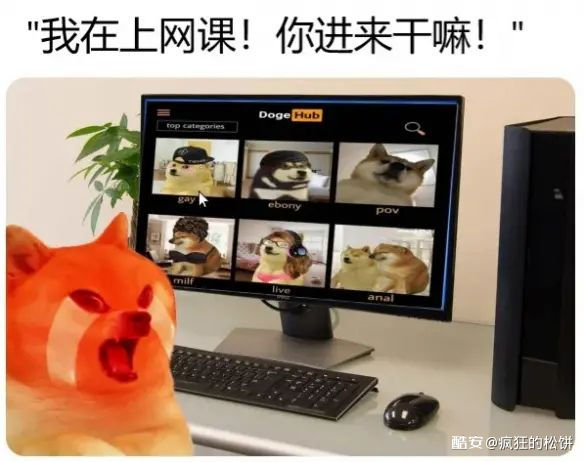 "我在上网课！你进来干嘛！"
Doge Hub
top categories
gay
ebony
pov
milf
live
anal
酷安@疯狂的松饼